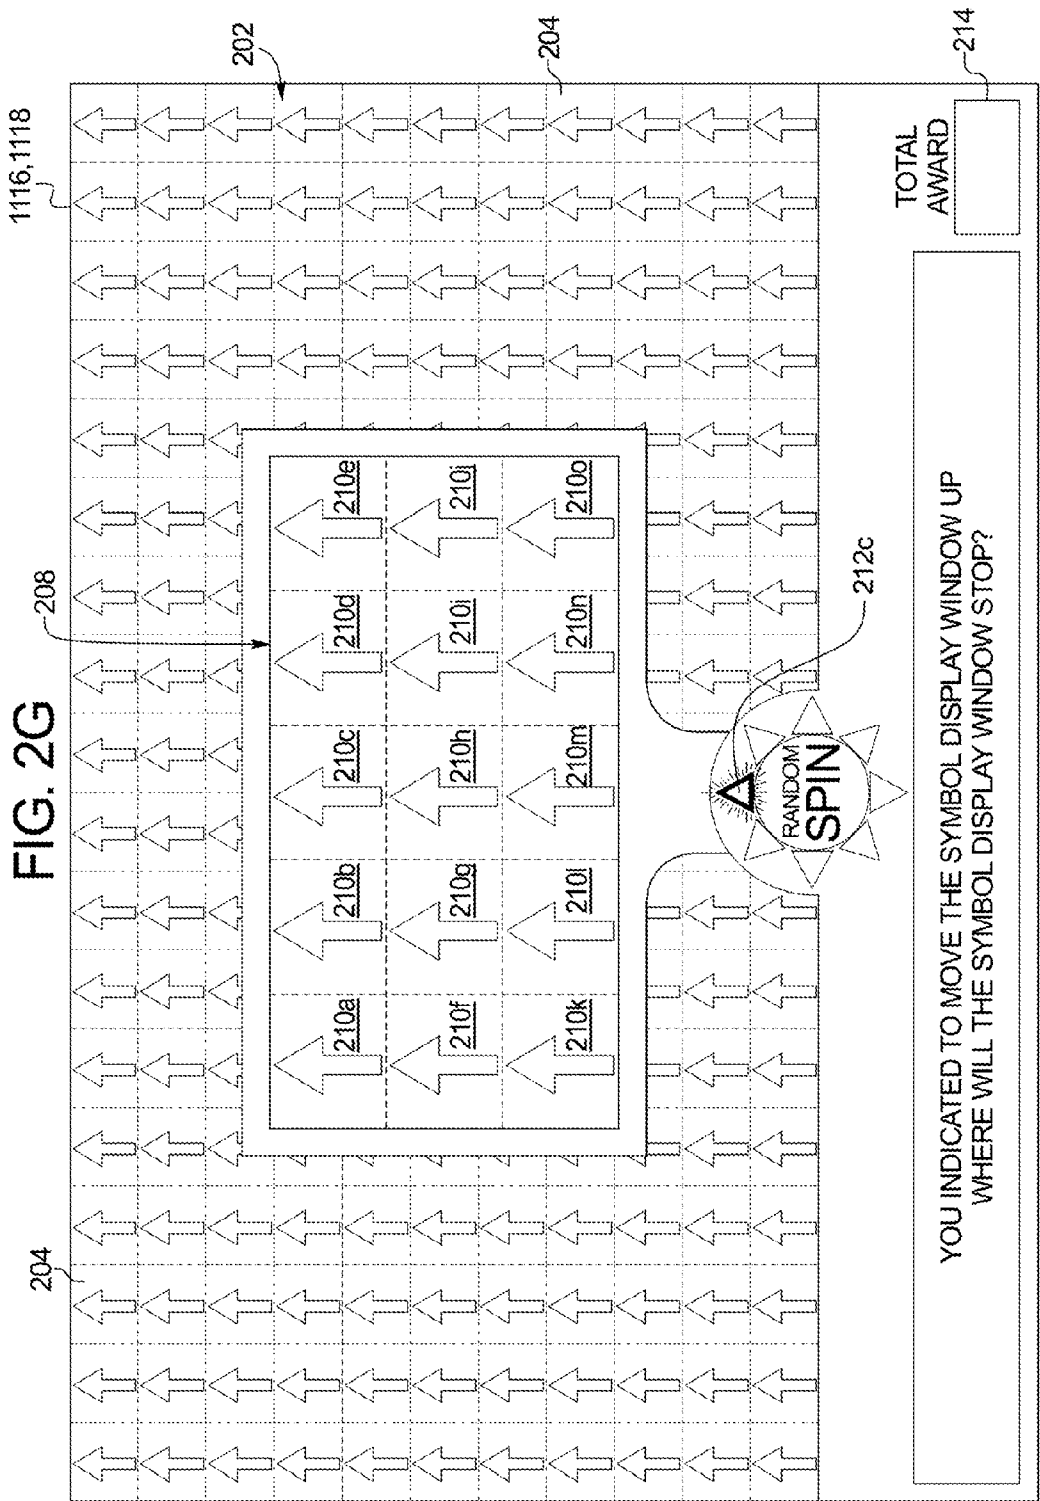 FIG. 2G
1116,1118
202
204
208
204
210a 210b 210c 210d 210e
210f 210g 210h 210i 210j
210k 210l 210m 210n 210o
212c
RANDOM
SPIN
TOTAL
AWARD
214
YOU INDICATED TO MOVE THE SYMBOL DISPLAY WINDOW UP
WHERE WILL THE SYMBOL DISPLAY WINDOW STOP?